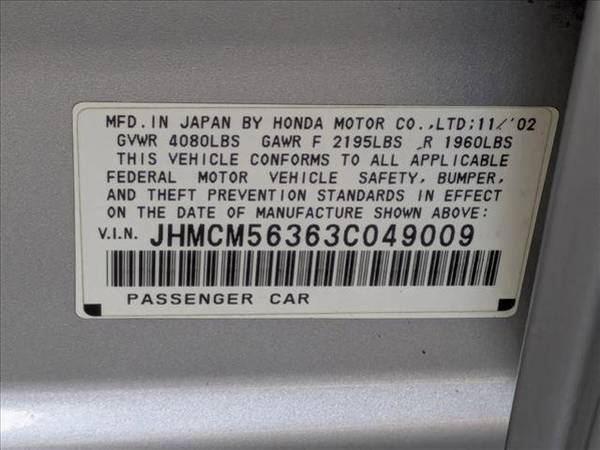 MFD.IN JAPAN BY HONDA MOTOR CO.,LTD;11/'02
GVWR 4080LBS GAWR F 2195LBS R 1960LBS
THIS VEHICLE CONFORMS TO ALL APPLICABLE
FEDERAL MOTOR VEHICLE SAFETY, BUMPER,
AND THEFT PREVENTION STANDARDS IN EFFECT
ON THE DATE OF MANUFACTURE SHOWN ABOVE:
V.I.N. JHMCM56363C049009
PASSENGER CAR